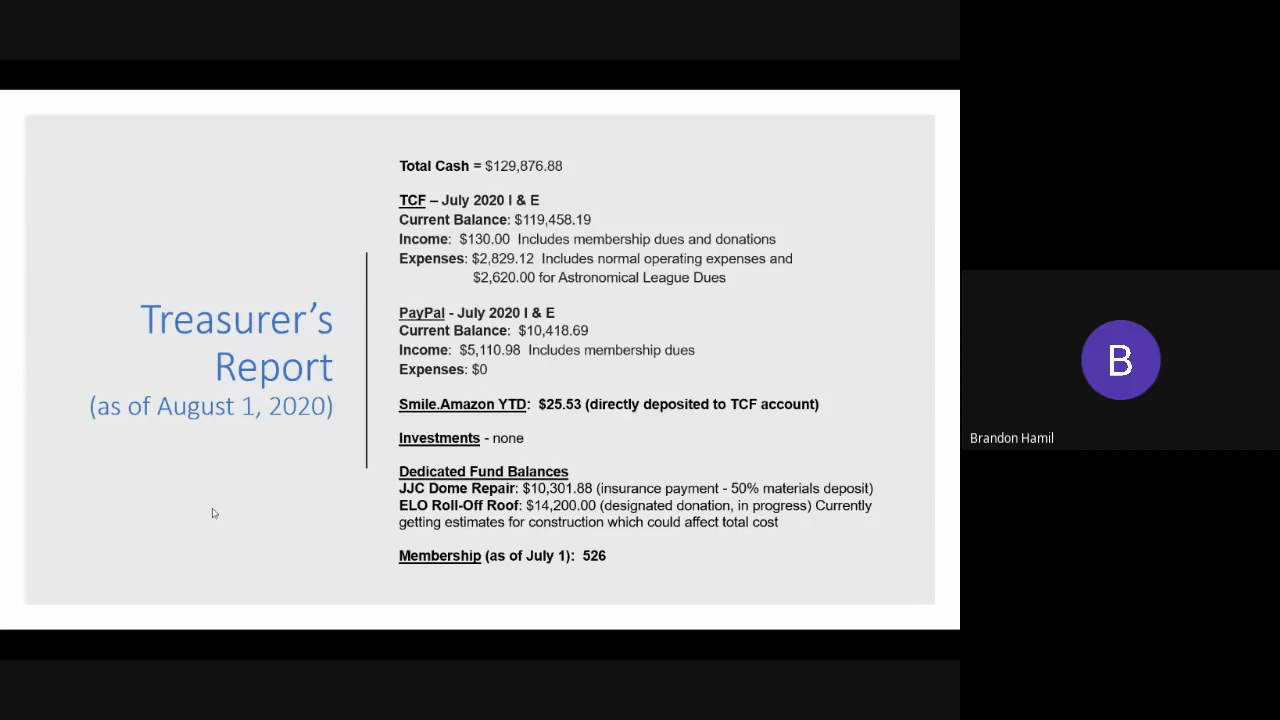 Treasurer’s
Report
(as of August 1, 2020)
Total Cash = $129,876.88
TCF – July 2020 I & E
Current Balance: $119,458.19
Income:  $130.00  Includes membership dues and donations
Expenses: $2,829.12  Includes normal operating expenses and
$2,620.00 for Astronomical League Dues
PayPal - July 2020 I & E
Current Balance:  $10,418.69
Income:  $5,110.98  Includes membership dues
Expenses: $0
Smile.Amazon YTD:  $25.53 (directly deposited to TCF account)
Investments - none
Dedicated Fund Balances
JJC Dome Repair: $10,301.88 (insurance payment - 50% materials deposit)
ELO Roll-Off Roof: $14,200.00 (designated donation, in progress) Currently
getting estimates for construction which could affect total cost
Membership (as of July 1):  526
B
Brandon Hamil